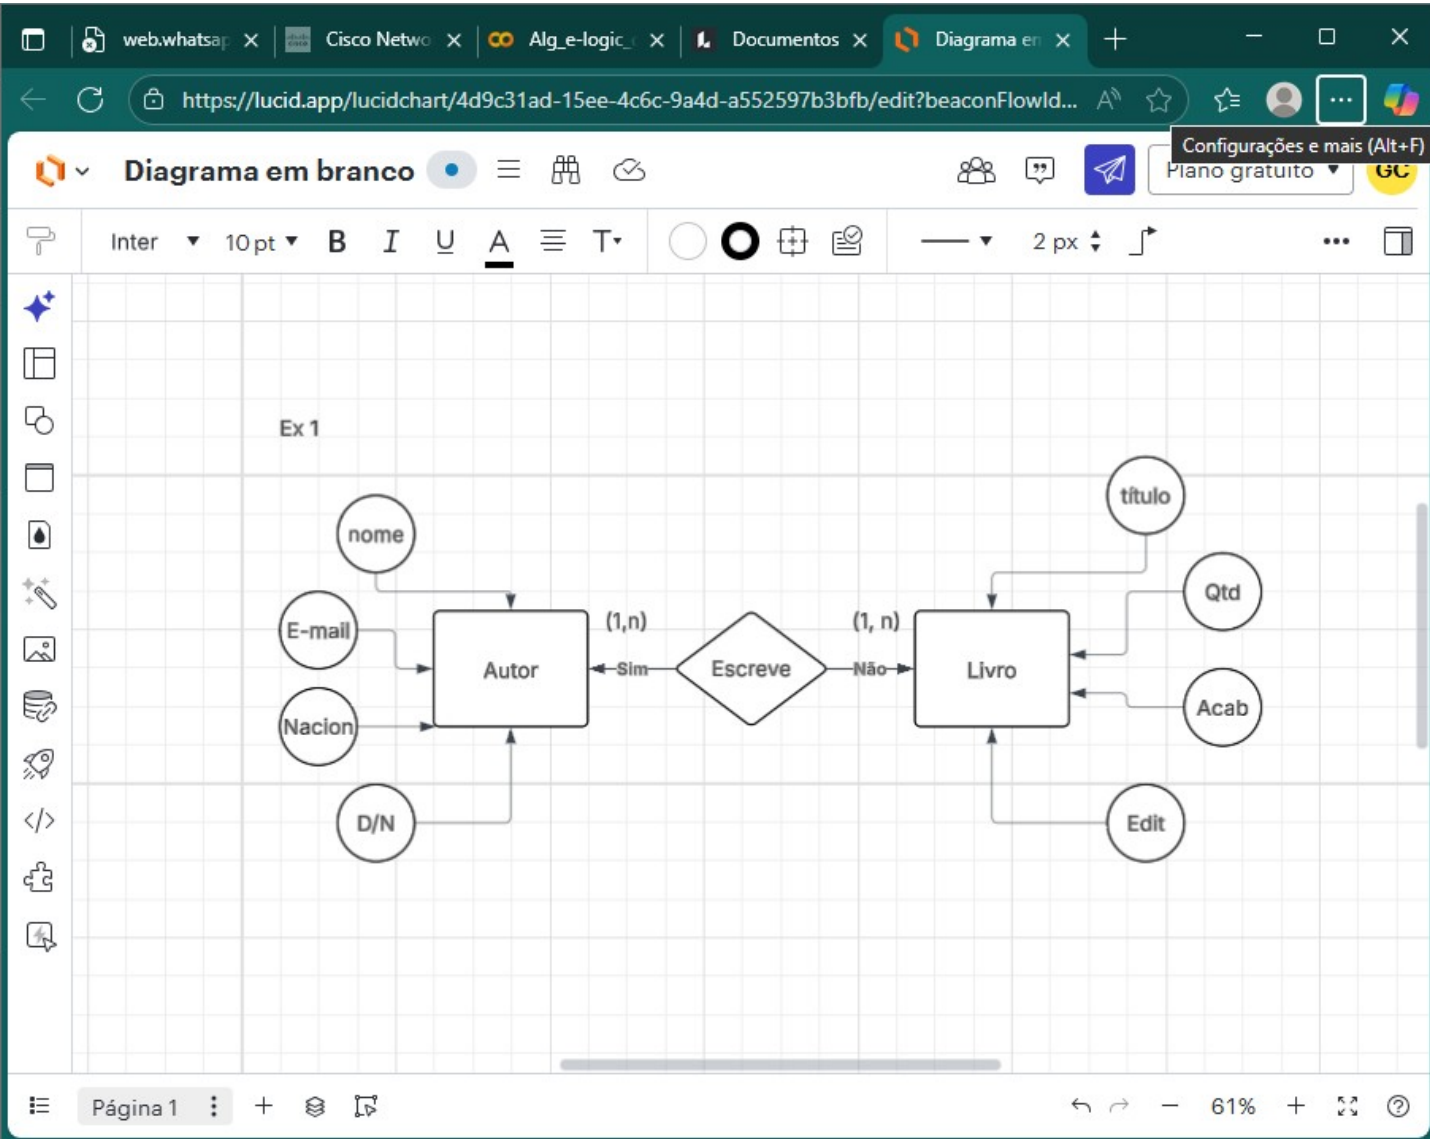 web.whatsap
Cisco Netwo
Alg_e-logic_
Documentos
Diagrama en
https://lucid.app/lucidchart/4d9c31ad-15ee-4c6c-9a4d-a552597b3bfb/edit?beaconFlowId...
Configurações e mais (Alt+F)
Diagrama em branco
Plano gratuito
GC
Inter
10 pt
B
I
U
A
T
2 px
Ex 1
título
nome
Qtd
(1,n)
(1, n)
E-mail
Autor
Sim
Escreve
Não
Livro
Acab
Nacion
D/N
Edit
Página 1
61%